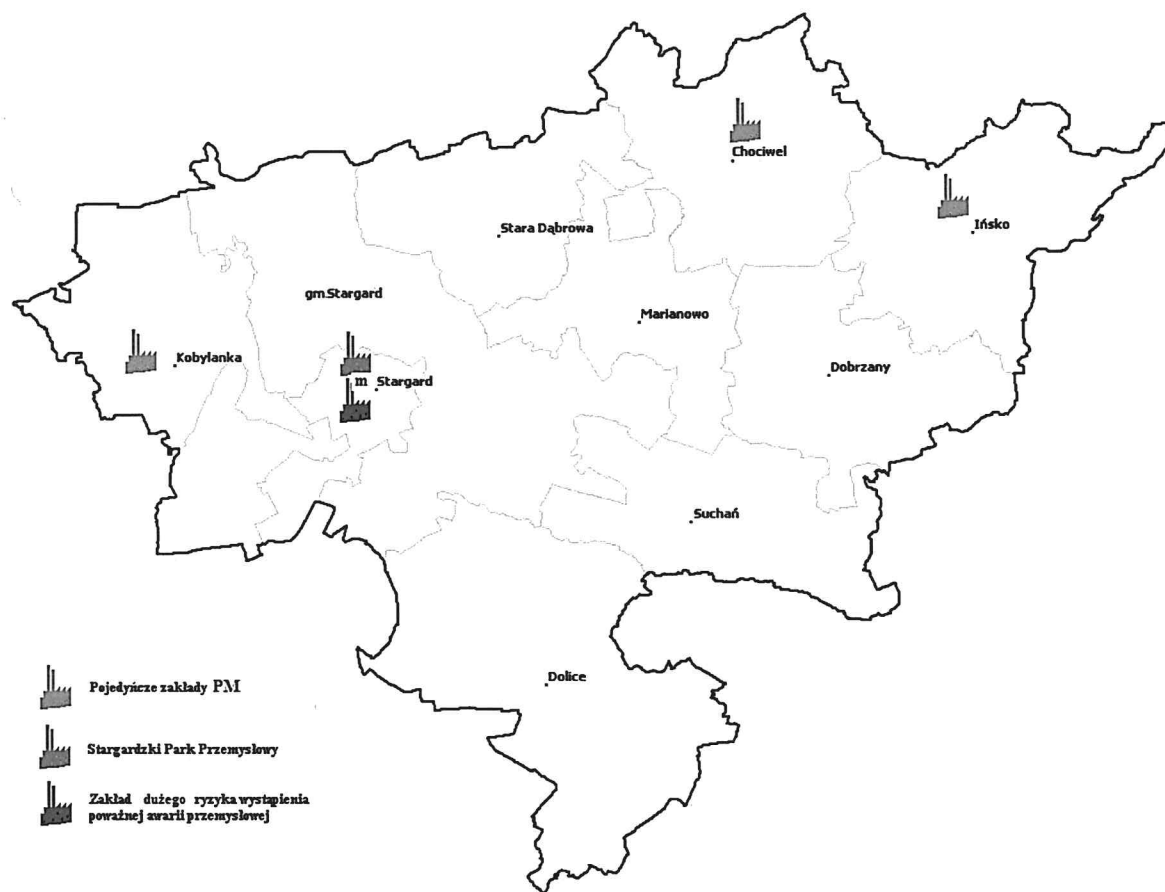 Chociwel
Ińsko
Stara Dąbrowa
gm.Stargard
Marianowo
Kobylanka
m Stargard
Dobrzany
Suchań
Dolice
Pojedyńcze zakłady PM
Stargardzki Park Przemysłowy
Zakład dużego ryzyka wystąpienia
poważnej awarii przemysłowej